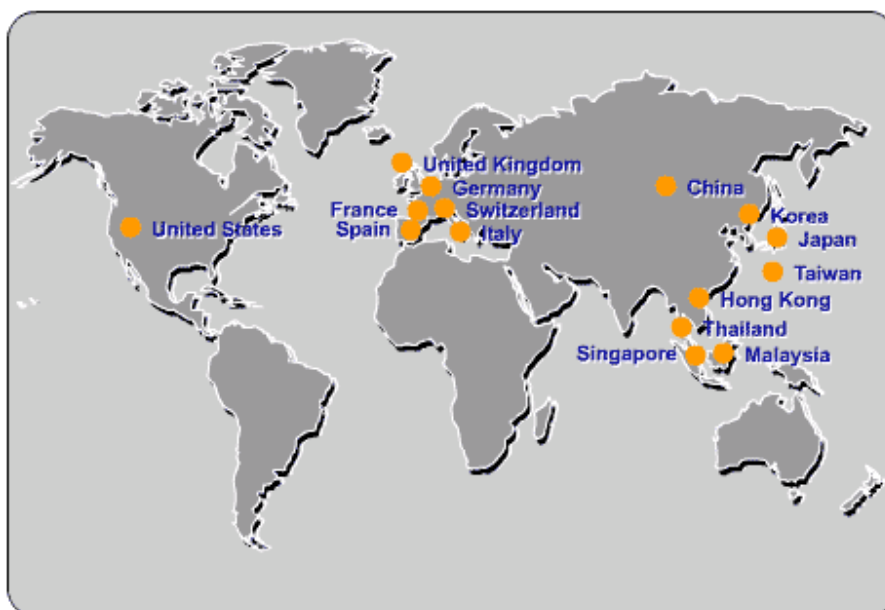 United Kingdom
Germany
China
France
Switzerland
Korea
United States
Spain
Italy
Japan
Taiwan
Hong Kong
Thailand
Singapore
Malaysia